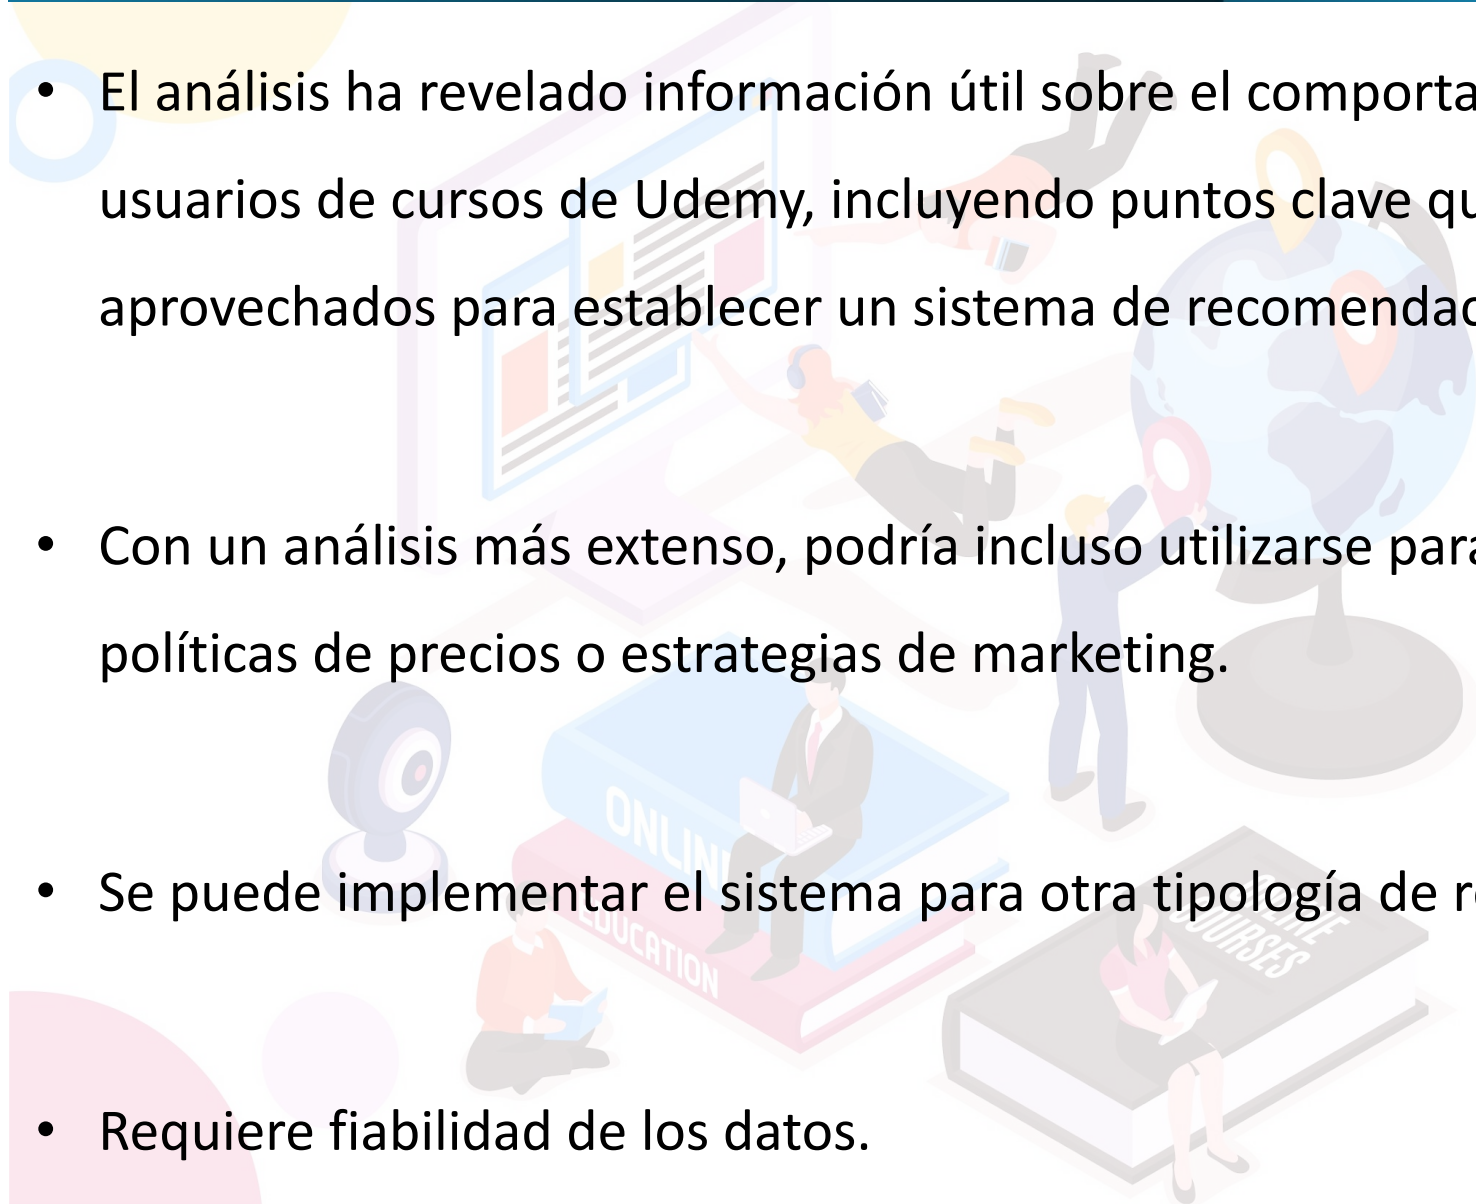 • El análisis ha revelado información útil sobre el comporta
usuarios de cursos de Udemy, incluyendo puntos clave qu
aprovechados para establecer un sistema de recomendac
• Con un análisis más extenso, podría incluso utilizarse para
políticas de precios o estrategias de marketing.
ONLIN
• Se puede implementar el sistema para otra tipología de re
EDUCATION
COURSES
• Requiere fiabilidad de los datos.